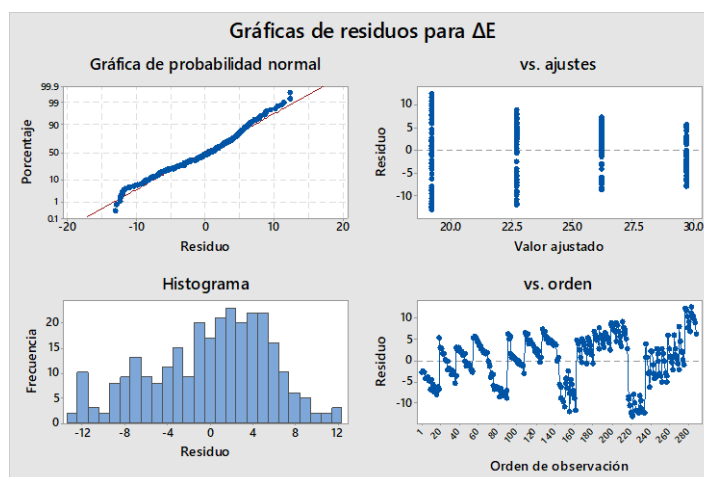 Gráficas de residuos para ΔE
Gráfica de probabilidad normal
99.9
99
90
50
10
1
0.1
Porcentaje
-20 -10 0 10 20
Residuo
vs. ajustes
10
5
0
-5
-10
Residuo
20.0 22.5 25.0 27.5 30.0
Valor ajustado
Histograma
20
15
10
5
0
Frecuencia
-12 -8 -4 0 4 8 12
Residuo
vs. orden
10
5
0
-5
-10
Residuo
1 20 40 60 80 100 120 140 160 180 200 220 240 260 280
Orden de observación